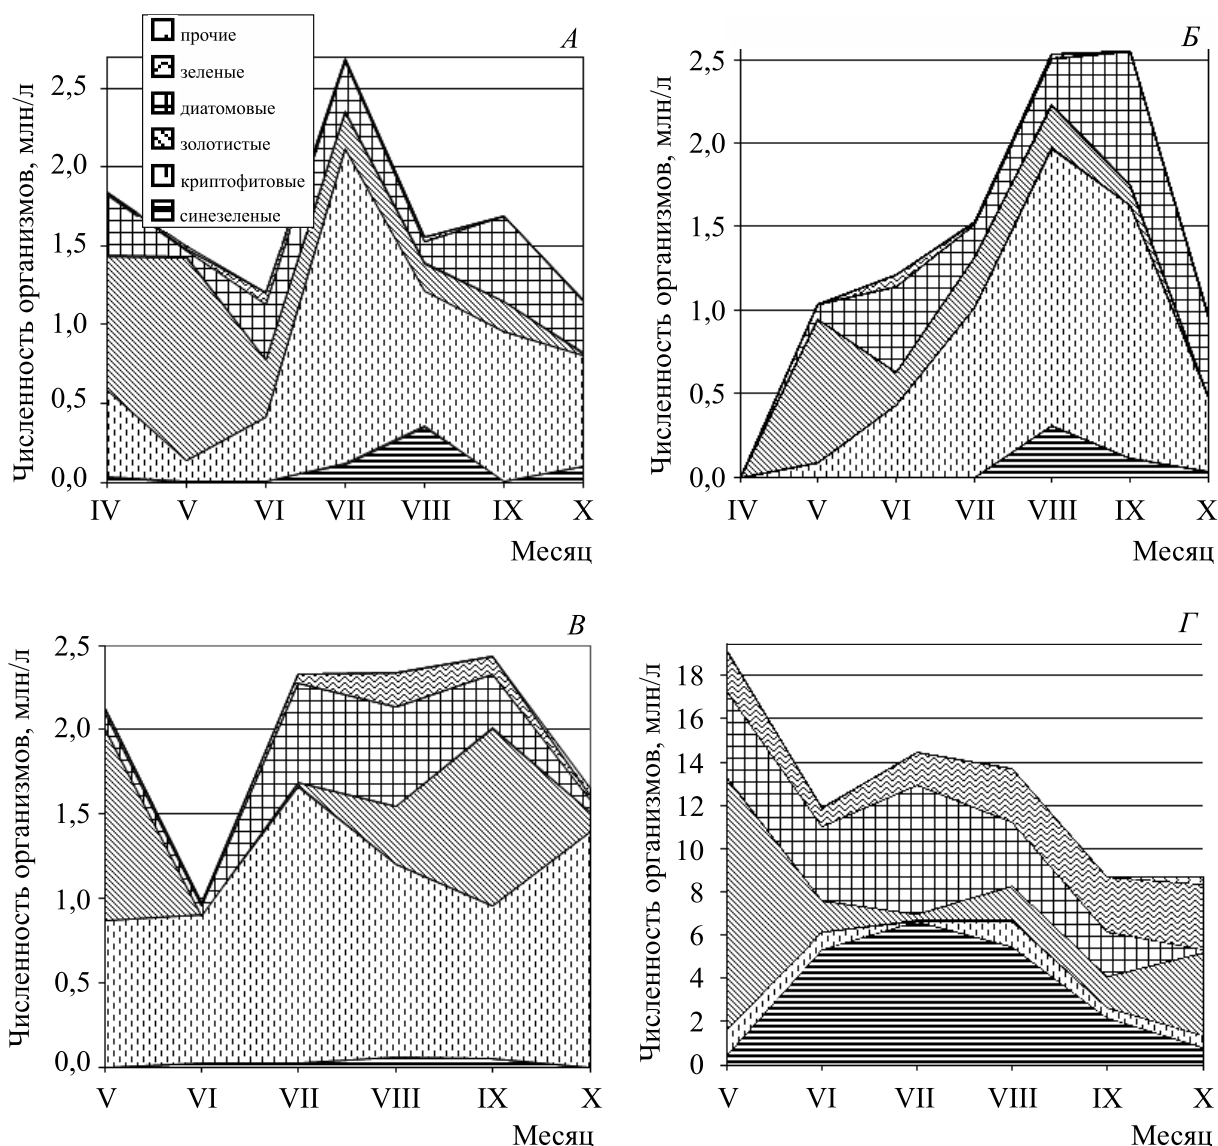 А
прочие
зеленые
диатомовые
золотистые
криптофитовые
синезеленые
Численность организмов, млн/л
2,5
2,0
1,5
1,0
0,5
0,0
IV V VI VII VIII IX X
Месяц
Б
Численность организмов, млн/л
2,5
2,0
1,5
1,0
0,5
0,0
IV V VI VII VIII IX X
Месяц
В
Численность организмов, млн/л
2,5
2,0
1,5
1,0
0,5
0,0
V VI VII VIII IX X
Месяц
Г
Численность организмов, млн/л
18
16
14
12
10
8
6
4
2
0
V VI VII VIII IX X
Месяц